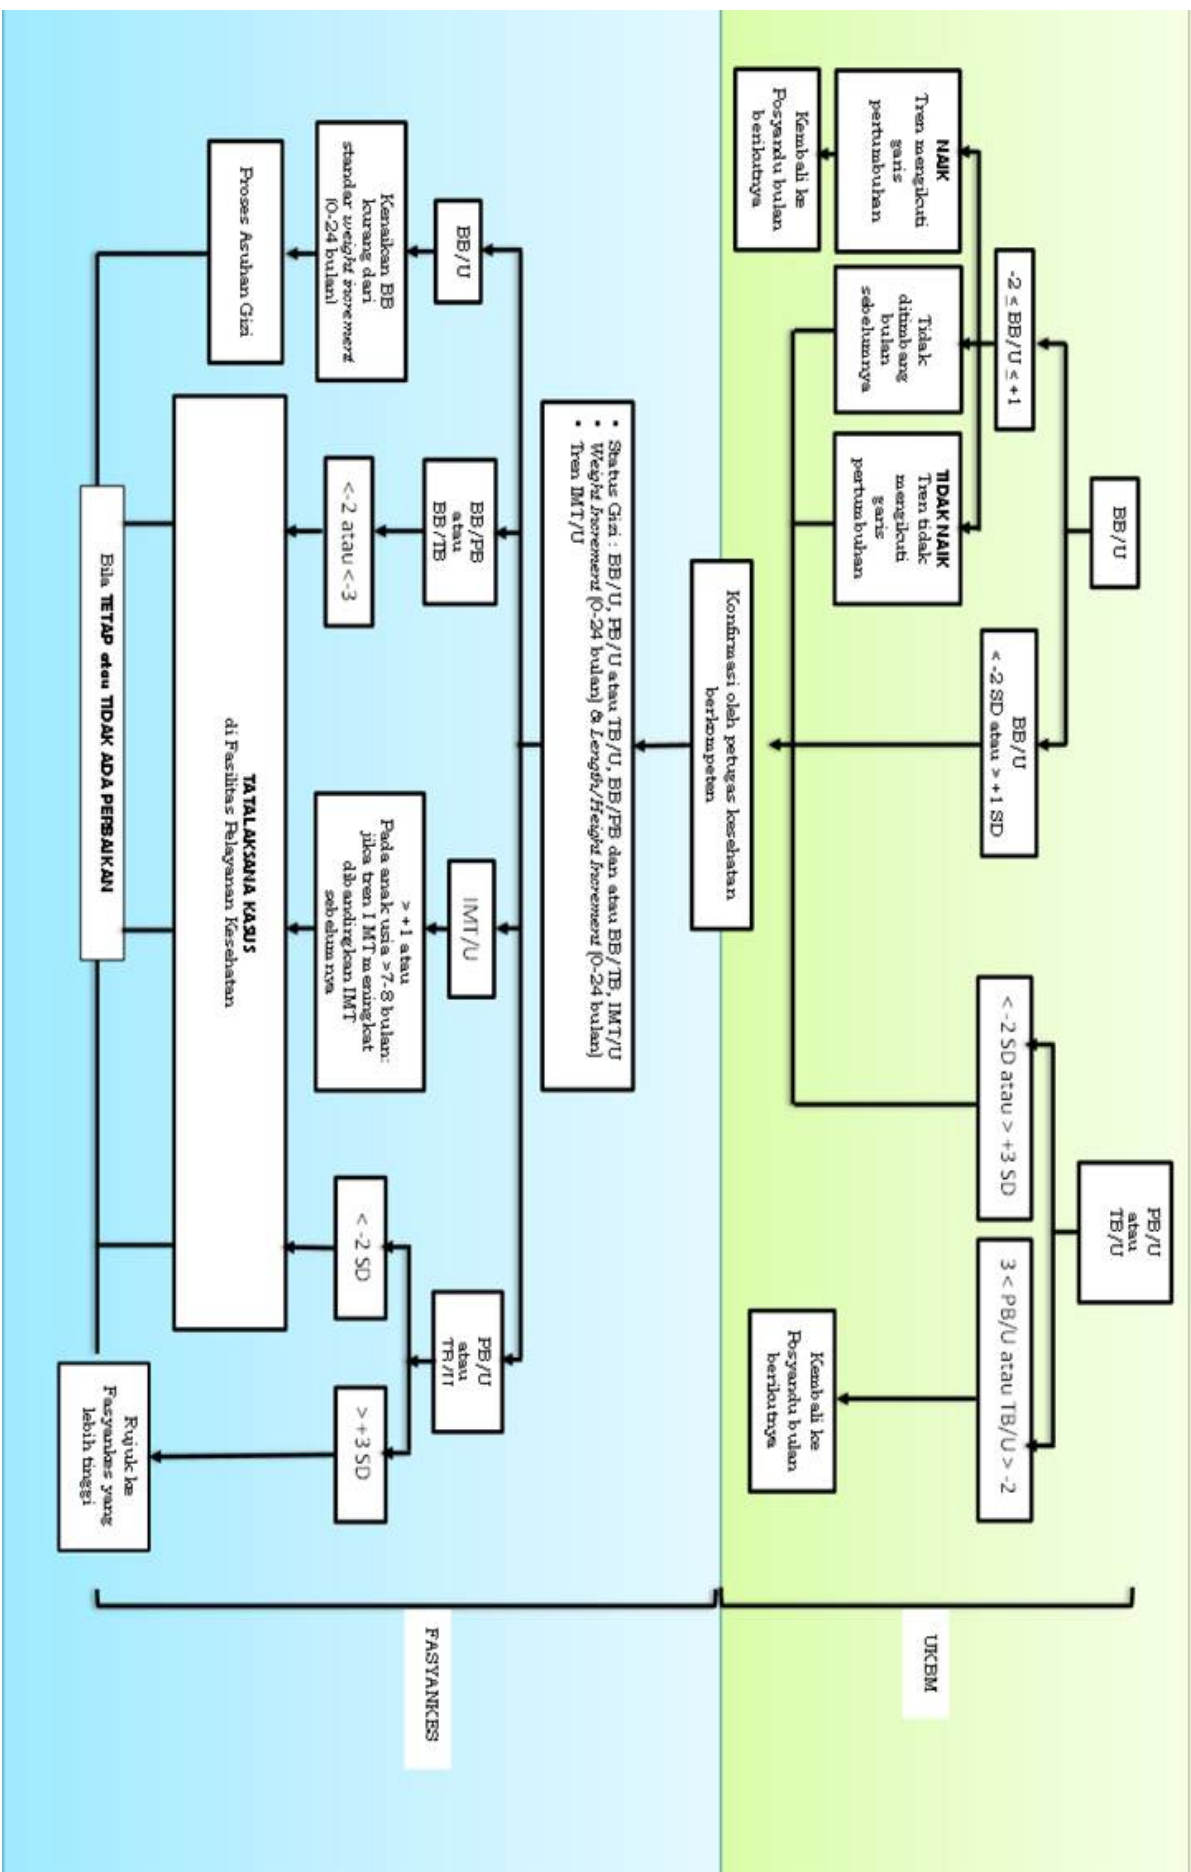 BB/U
PB/U
atau
TB/U
-2 ≤ BB/U ≤ +1
BB/U
< -2 SD atau > +1 SD
< -2 SD atau > +3 SD
3 < PB/U atau TB/U > -2
NAIK
Tren mengikuti
garis
pertumbuhan
Tidak
ditimbang
bulan
sebelumnya
TIDAK NAIK
Tren tidak
mengikuti
garis
pertumbuhan
Kembali ke
Posyandu bulan
berikutnya
Kembali ke
Posyandu bulan
berikutnya
UKBM
Konfirmasi oleh petugas kesehatan
berkompeten
• Status Gizi : BB/U, PB/U atau TB/U, BB/PB dan atau BB/TB, IMT/U
• Weight Increment (0-24 bulan) & Length/Height Increment (0-24 bulan)
• Tren IMT/U
BB/U
BB/PB
atau
BB/TB
IMT/U
PB/U
atau
TB/U
Kenaikan BB
kurang dari
standar weight increment
(0-24 bulan)
<-2 atau <-3
> +1 atau
Pada anak usia >7-8 bulan:
jika tren IMT meningkat
dibandingkan IMT
sebelumnya
< -2 SD
> +3 SD
Proses Asuhan Gizi
TATALAKSANA KASUS
di Fasilitas Pelayanan Kesehatan
Bila TETAP atau TIDAK ADA PERBAIKAN
Rujuk ke
Fasyankes yang
lebih tinggi
FASYANKES